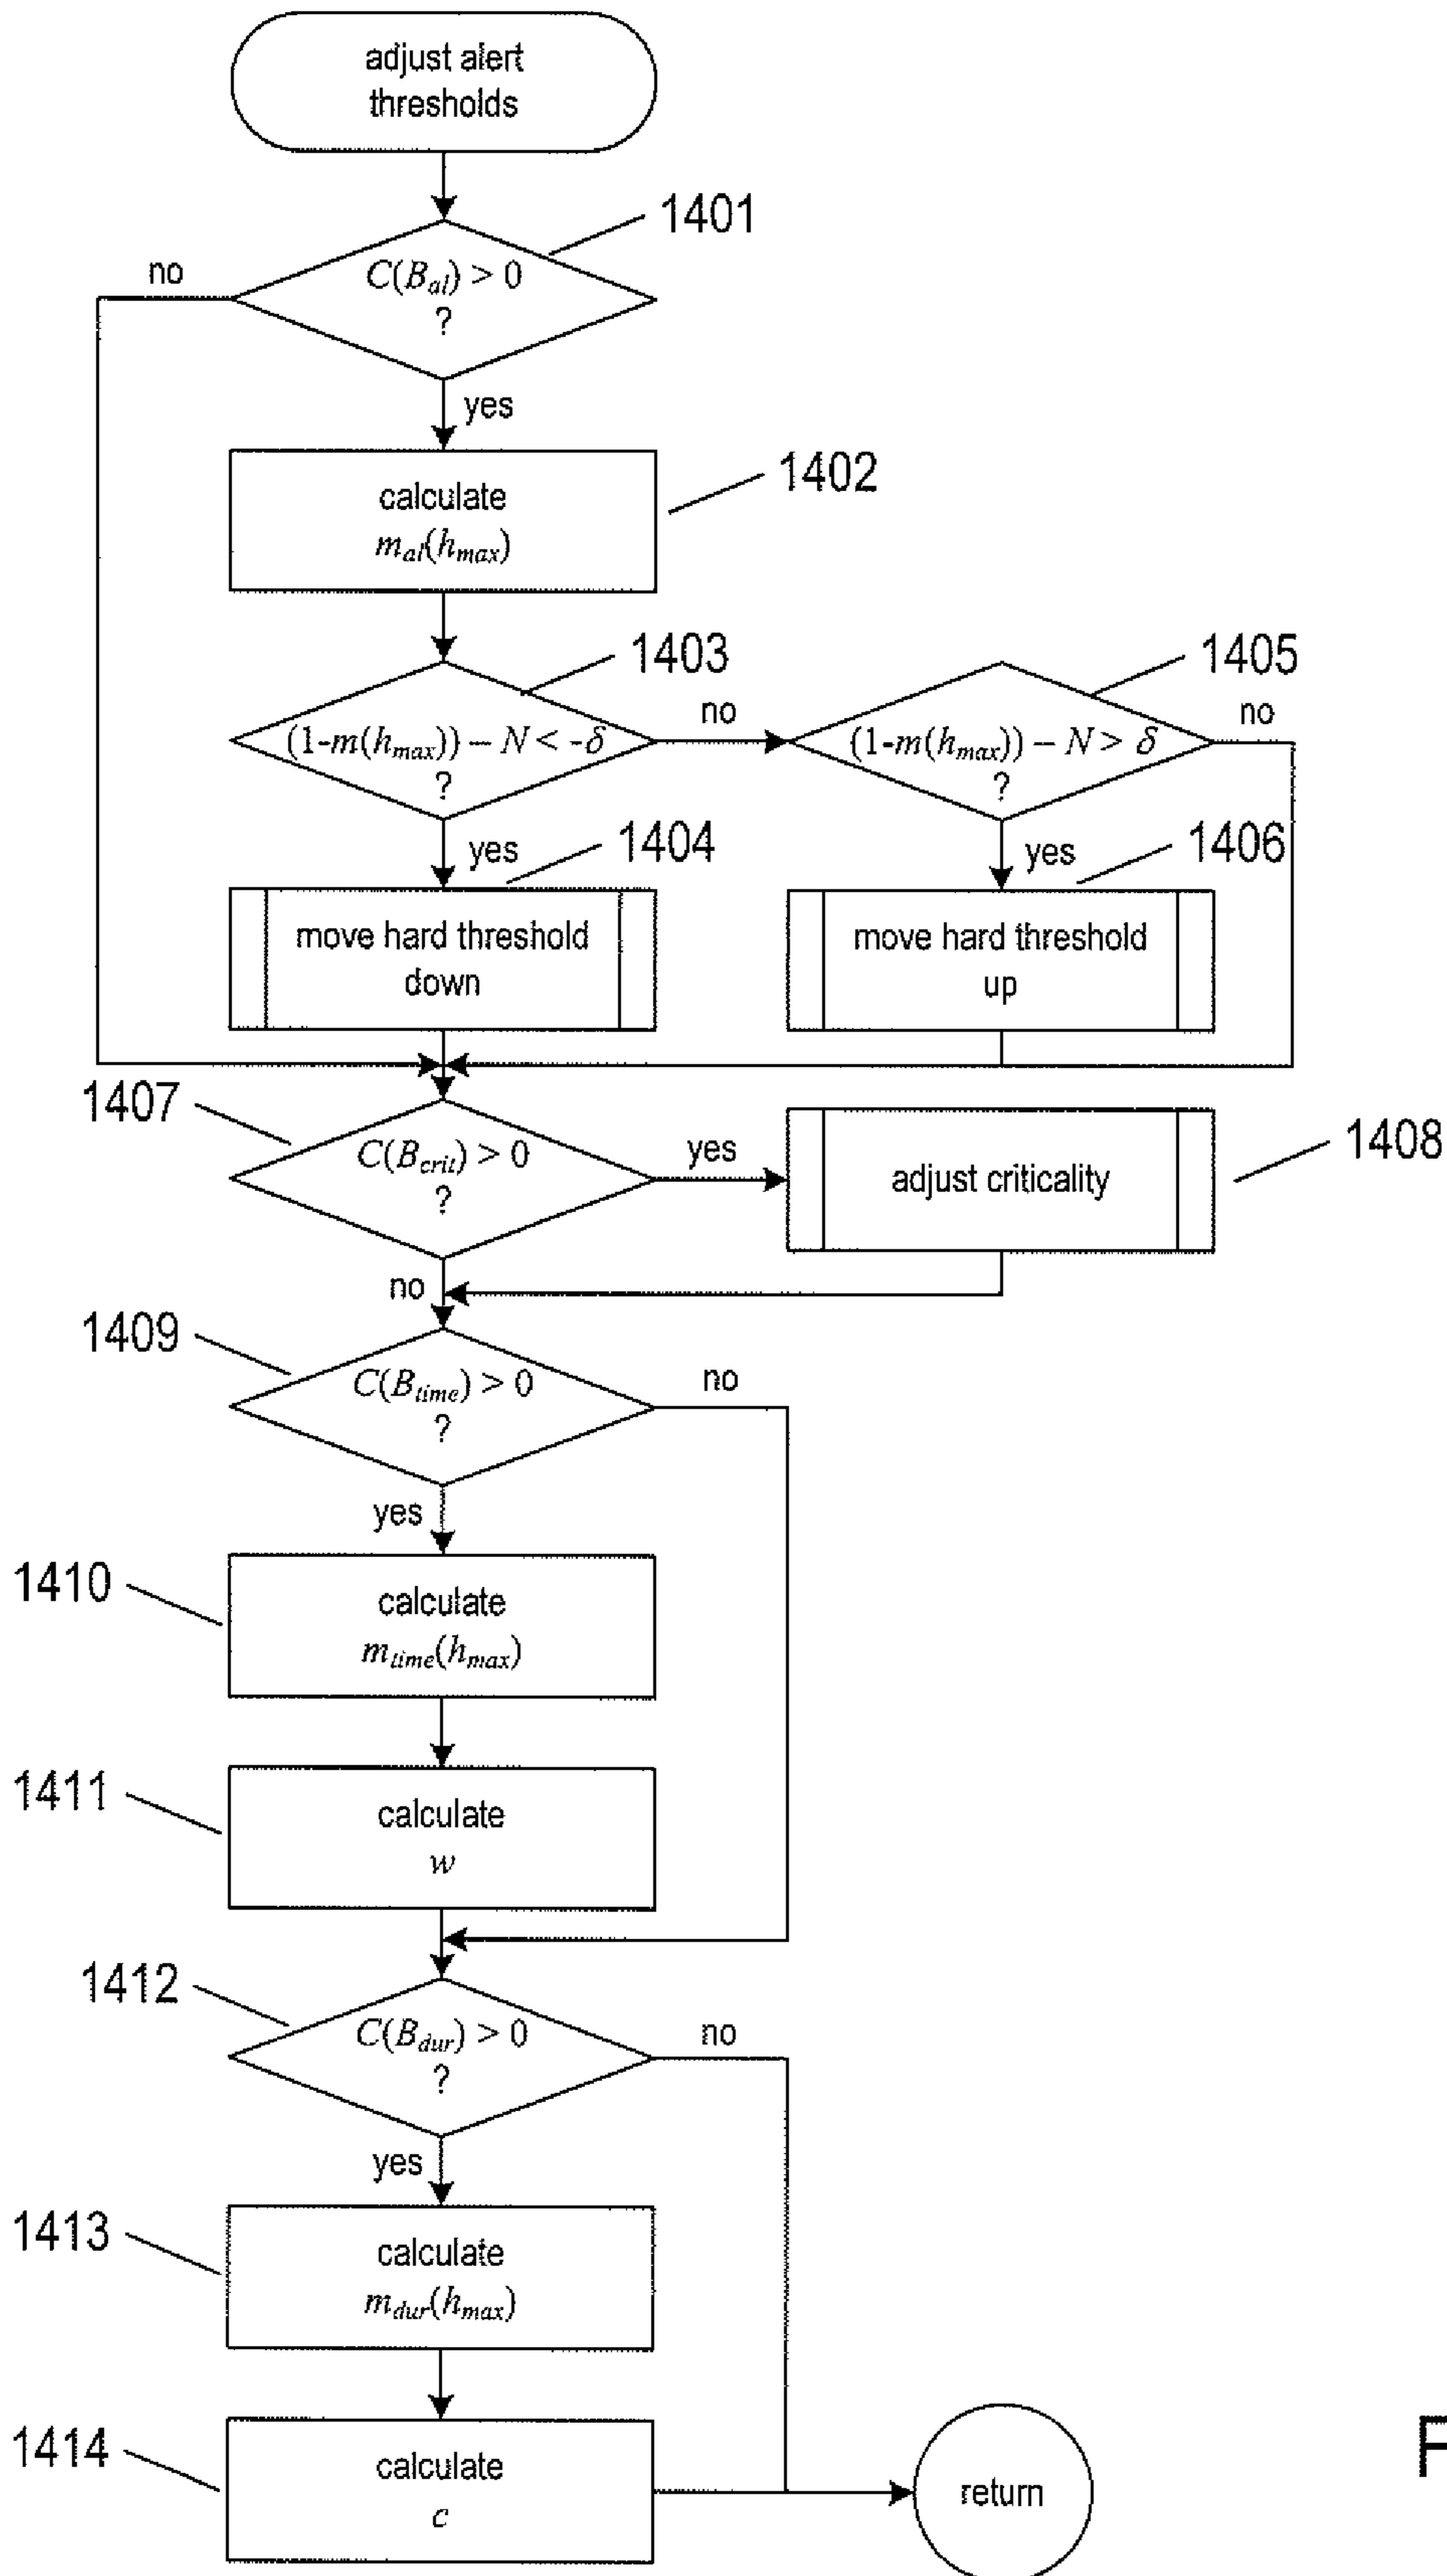 adjust alert
thresholds
1401
no
C(B_al) > 0
?
yes
1402
calculate
m_al(h_max)
1403
1405
(1-m(h_max)) – N < -δ
?
no
(1-m(h_max)) – N > δ
?
no
yes
1404
yes
1406
move hard threshold
down
move hard threshold
up
1407
C(B_crit) > 0
?
yes
adjust criticality
1408
no
1409
C(B_time) > 0
?
no
yes
1410
calculate
m_time(h_max)
1411
calculate
w
1412
C(B_dur) > 0
?
no
yes
1413
calculate
m_dur(h_max)
1414
calculate
c
return
F